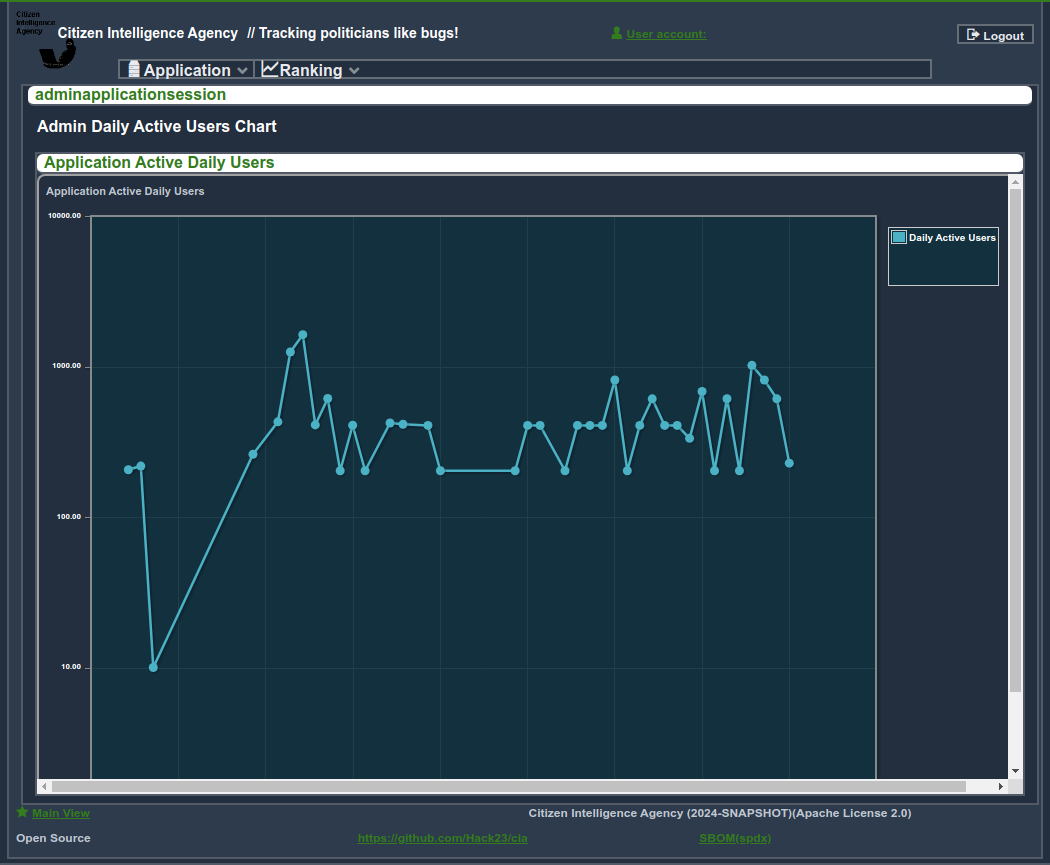 Citizen
Intelligence
Agency
Citizen Intelligence Agency // Tracking politicians like bugs!
User account:
Logout
Application
Ranking
adminapplicationsession
Admin Daily Active Users Chart
Application Active Daily Users
Application Active Daily Users
10000.00
Daily Active Users
1000.00
100.00
10.00
Main View
Citizen Intelligence Agency (2024-SNAPSHOT)(Apache License 2.0)
Open Source
https://github.com/Hack23/cia
SBOM(spdx)